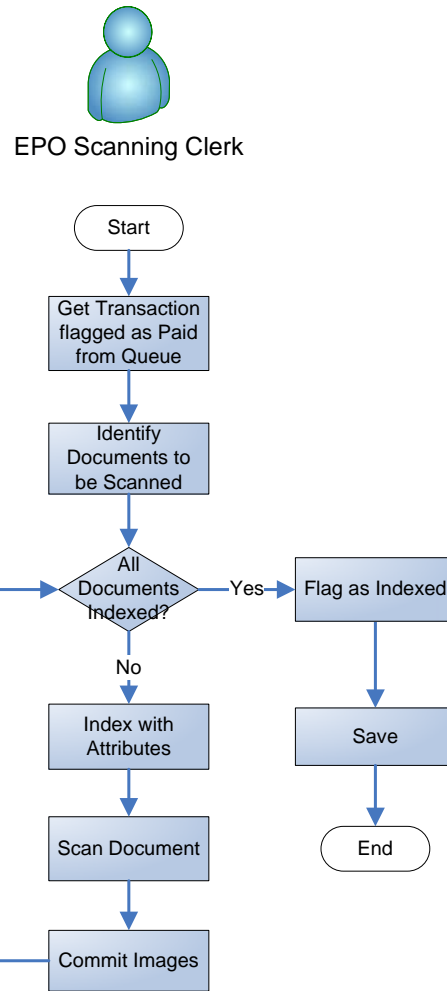 EPO Scanning Clerk
Start
Get Transaction
flagged as Paid
from Queue
Identify
Documents to
be Scanned
All
Documents
Indexed?
Yes
Flag as Indexed
No
Index with
Attributes
Save
Scan Document
End
Commit Images